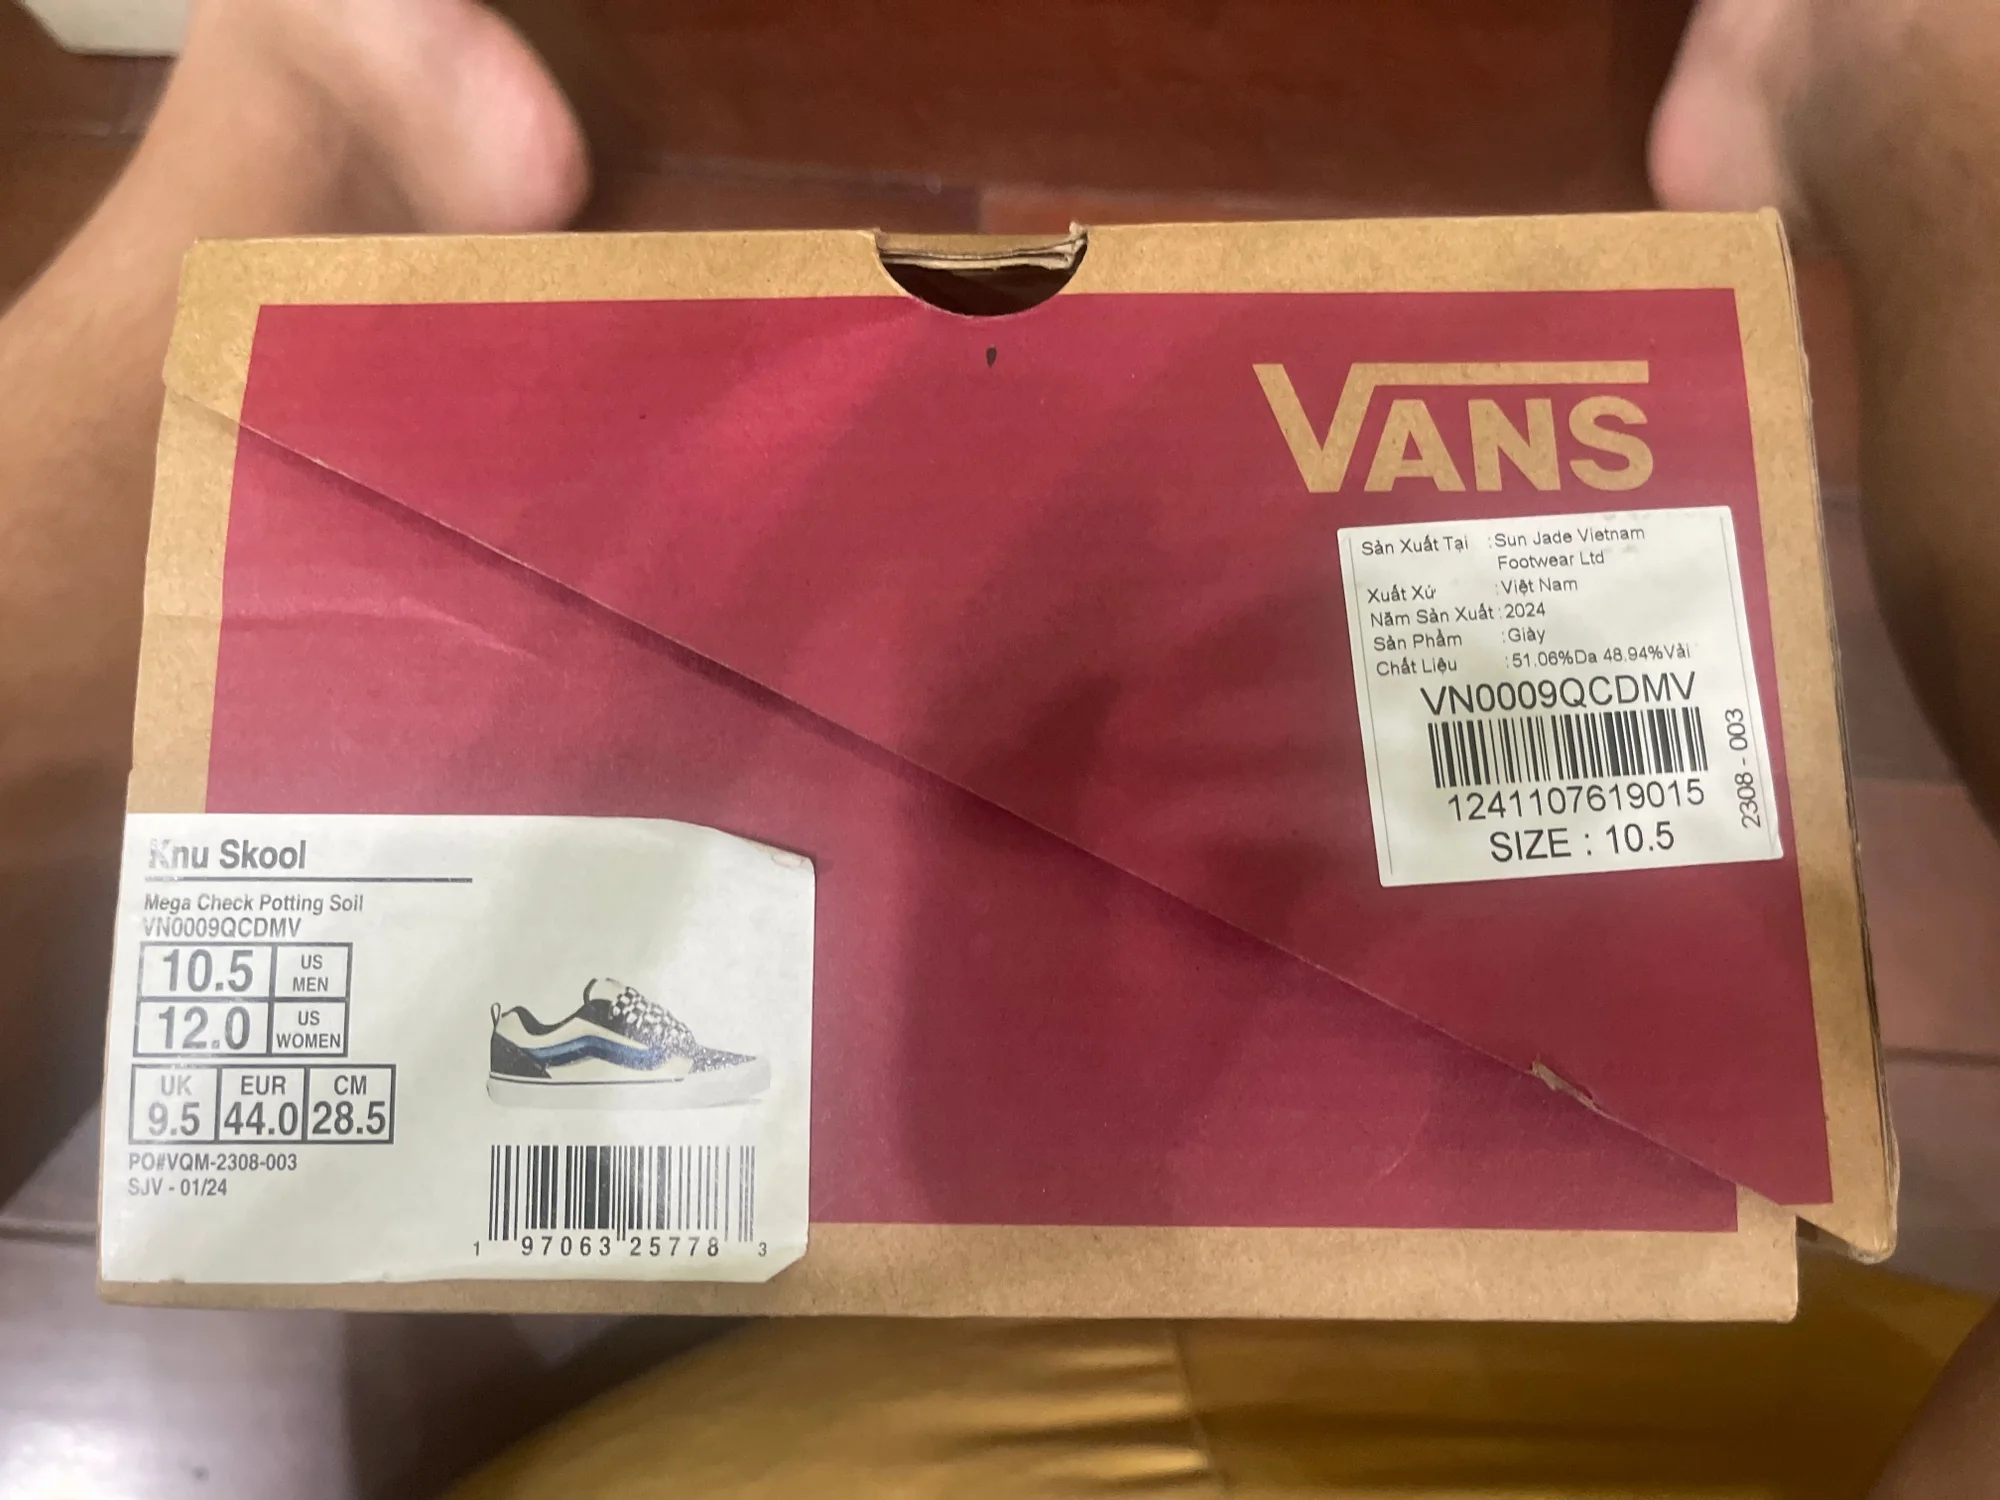 VANS
Sản Xuất Tại :Sun Jade Vietnam
Footwear Ltd
Xuất Xứ :Việt Nam
Năm Sản Xuất :2024
Sản Phẩm :Giày
Chất Liệu :51.06%Da 48.94%Vải
VN0009QCDMV
1241107619015
SIZE : 10.5
2308 - 003
Knu Skool
Mega Check Potting Soil
VN0009QCDMV
10.5 US MEN
12.0 US WOMEN
UK EUR CM
9.5 44.0 28.5
PO#VQM-2308-003
SJV - 01/24
1 97063 25778 3